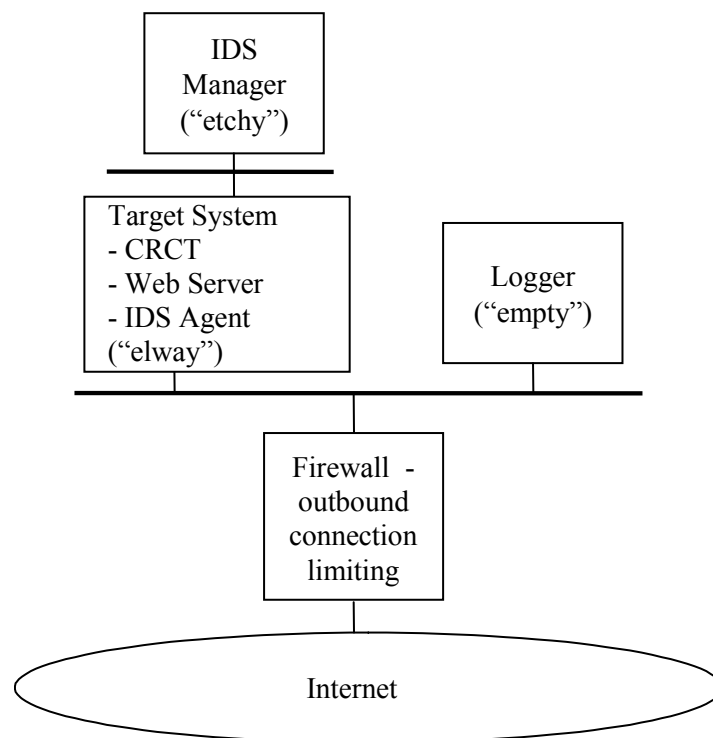 IDS
Manager
(“etchy”)
Target System
- CRCT
- Web Server
- IDS Agent
(“elway”)
Logger
(“empty”)
Firewall -
outbound
connection
limiting
Internet